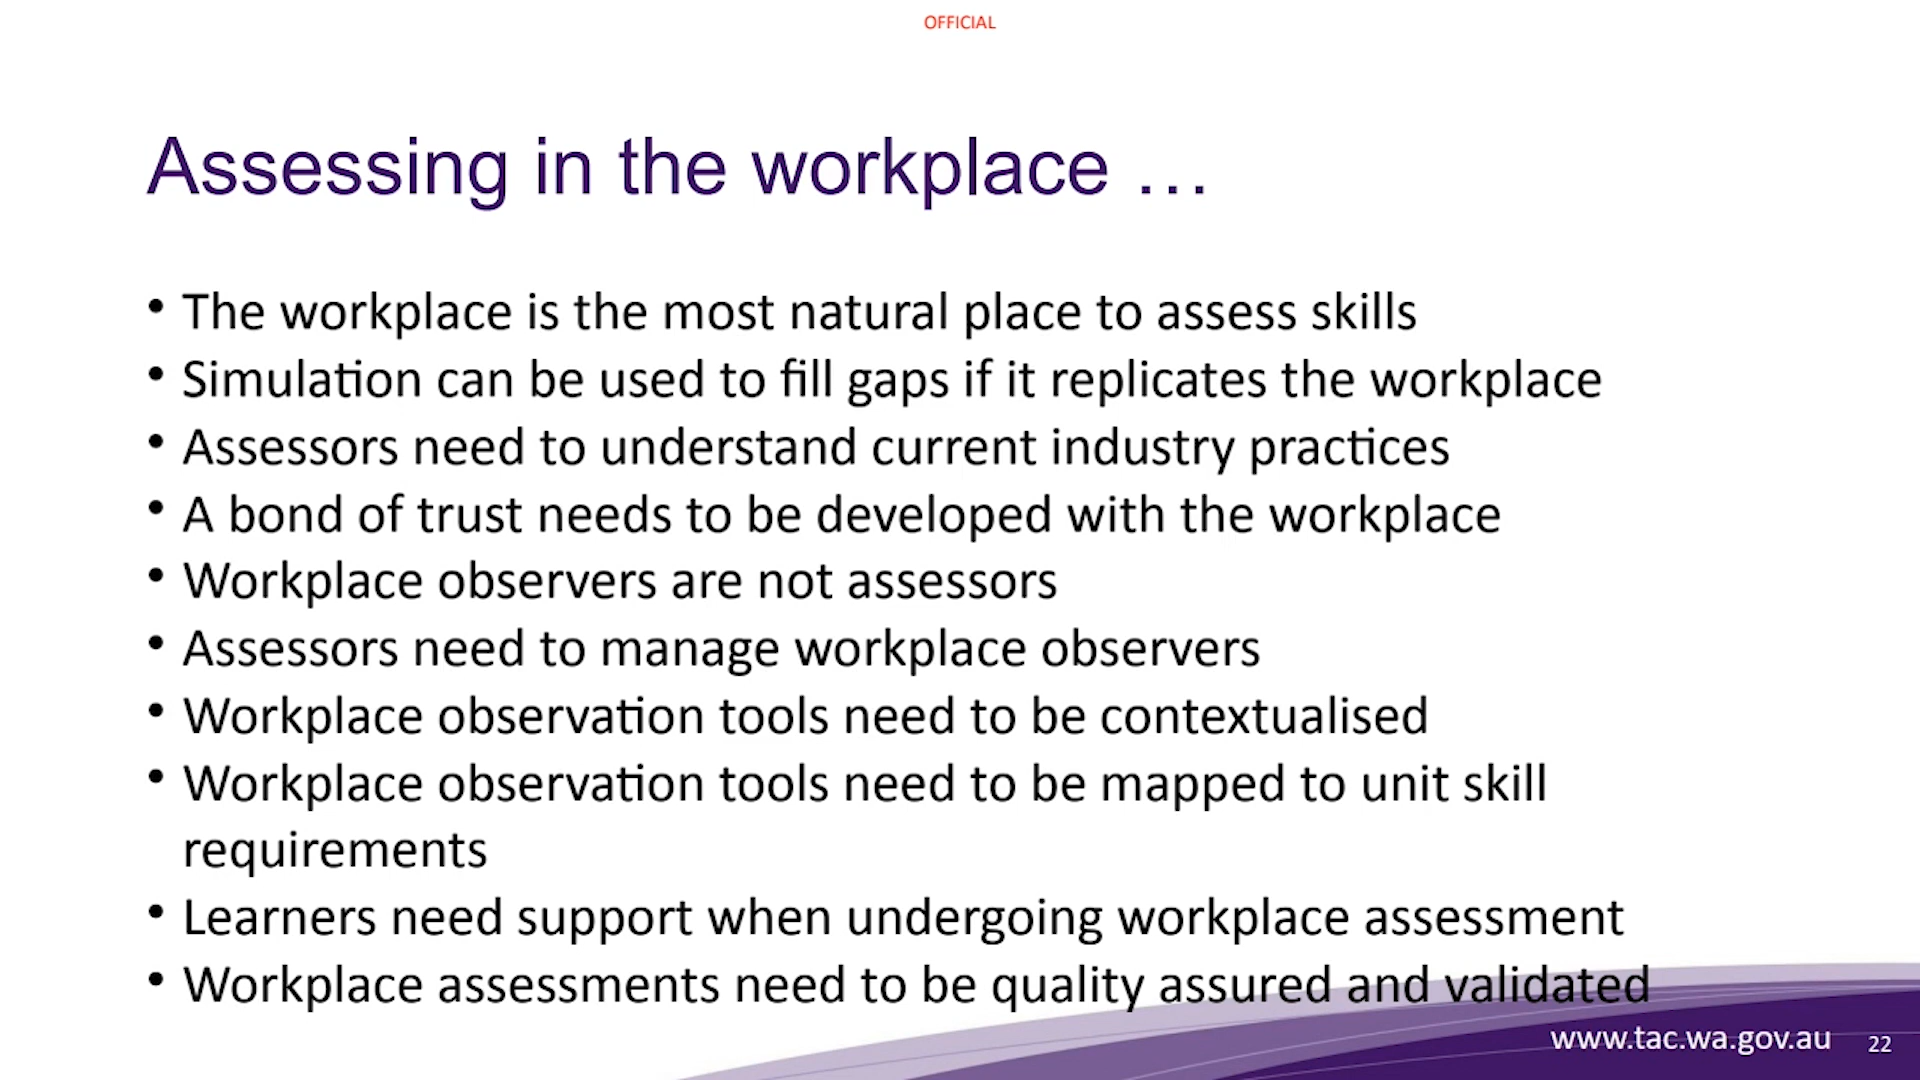 OFFICIAL
Assessing in the workplace …
• The workplace is the most natural place to assess skills
• Simulation can be used to fill gaps if it replicates the workplace
• Assessors need to understand current industry practices
• A bond of trust needs to be developed with the workplace
• Workplace observers are not assessors
• Assessors need to manage workplace observers
• Workplace observation tools need to be contextualised
• Workplace observation tools need to be mapped to unit skill
requirements
• Learners need support when undergoing workplace assessment
• Workplace assessments need to be quality assured and validated
www.tac.wa.gov.au 22